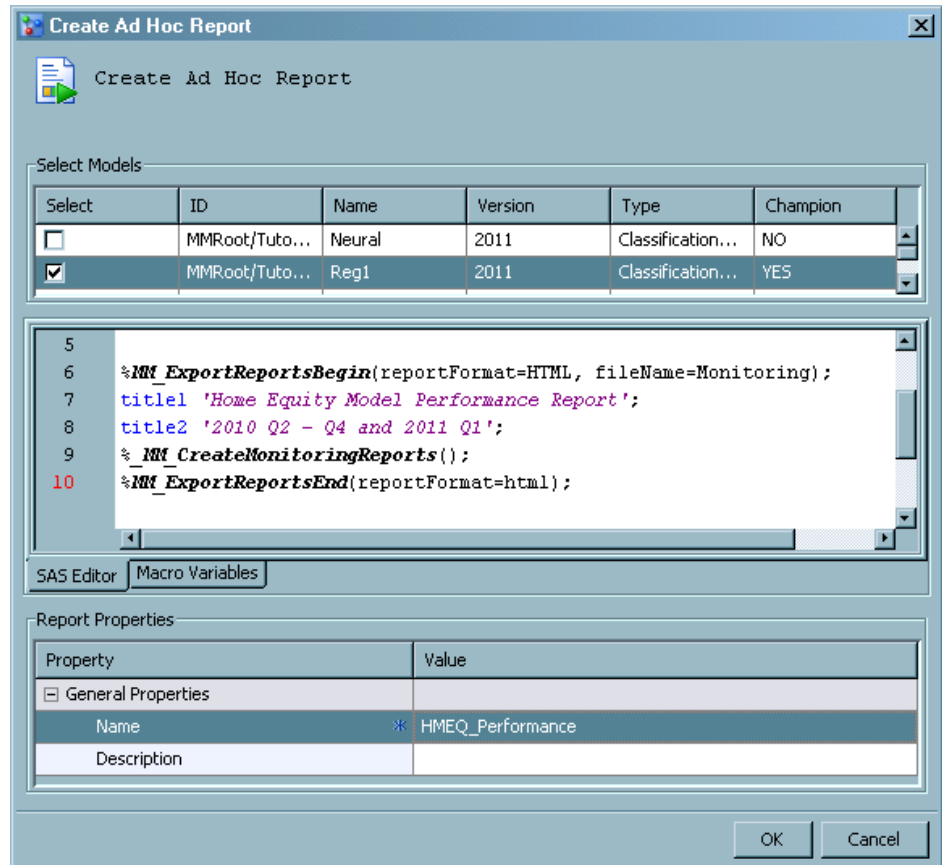 Create Ad Hoc Report
Create Ad Hoc Report
Select Models
Select ID Name Version Type Champion
MMRoot/Tuto... Neural 2011 Classification... NO
MMRoot/Tuto... Reg1 2011 Classification... YES
5
6 %MM_ExportReportsBegin(reportFormat=HTML, fileName=Monitoring);
7 title1 'Home Equity Model Performance Report';
8 title2 '2010 Q2 - Q4 and 2011 Q1';
9 %_MM_CreateMonitoringReports();
10 %MM_ExportReportsEnd(reportFormat=html);
SAS Editor Macro Variables
Report Properties
Property Value
General Properties
Name * HMEQ_Performance
Description
OK Cancel